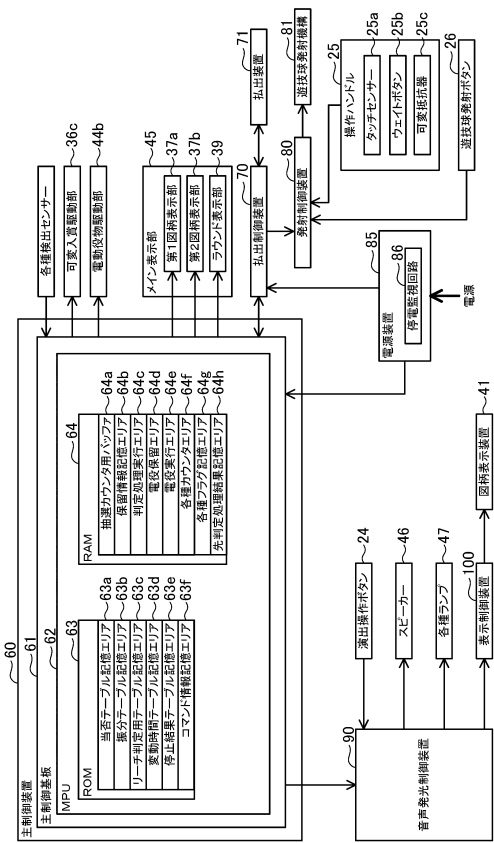 60
主制御装置
61
主制御基板
62
MPU
63
ROM
当否テーブル記憶エリア 63a
振分テーブル記憶エリア 63b
リーチ判定用テーブル記憶エリア 63c
変動時間テーブル記憶エリア 63d
停止結果テーブル記憶エリア 63e
コマンド情報記憶エリア 63f
64
RAM
抽選カウンタ用バッファ 64a
保留情報記憶エリア 64b
判定処理実行エリア 64c
電役保留エリア 64d
電役実行エリア 64e
各種カウンタエリア 64f
各種フラグ記憶エリア 64g
先判定処理結果記憶エリア 64h
各種検出センサー
可変入賞駆動部 36c
電動役物駆動部 44b
メイン表示部 45
第1図柄表示部 37a
第2図柄表示部 37b
ラウンド表示部 39
払出制御装置 70
払出装置 71
発射制御装置 80
遊技球発射機構 81
操作ハンドル 25
タッチセンサー 25a
ウェイトボタン 25b
可変抵抗器 25c
遊技球発射ボタン 26
電源装置 85
停電監視回路 86
電源
90
音声発光制御装置
演出操作ボタン 24
スピーカー 46
各種ランプ 47
表示制御装置 100
図柄表示装置 41